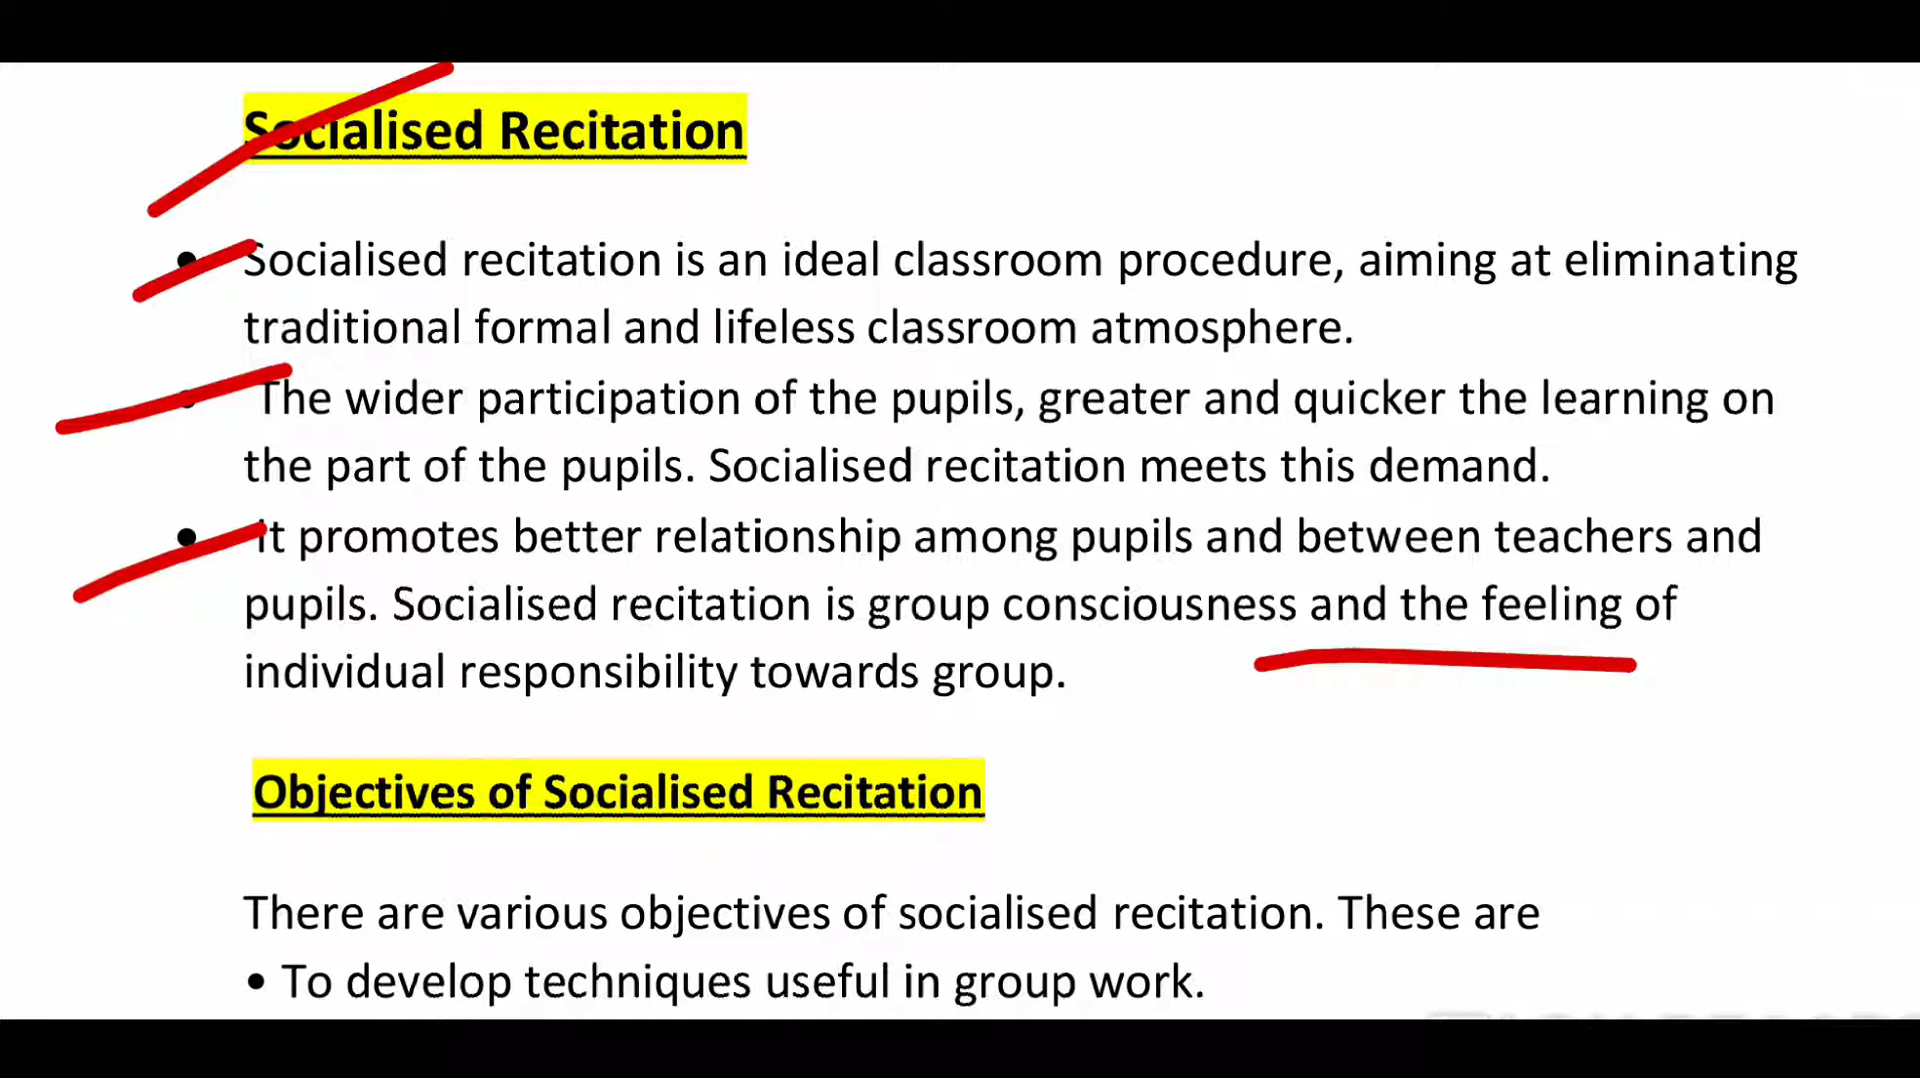 Socialised Recitation
• Socialised recitation is an ideal classroom procedure, aiming at eliminating
traditional formal and lifeless classroom atmosphere.
• The wider participation of the pupils, greater and quicker the learning on
the part of the pupils. Socialised recitation meets this demand.
• It promotes better relationship among pupils and between teachers and
pupils. Socialised recitation is group consciousness and the feeling of
individual responsibility towards group.
Objectives of Socialised Recitation
There are various objectives of socialised recitation. These are
• To develop techniques useful in group work.